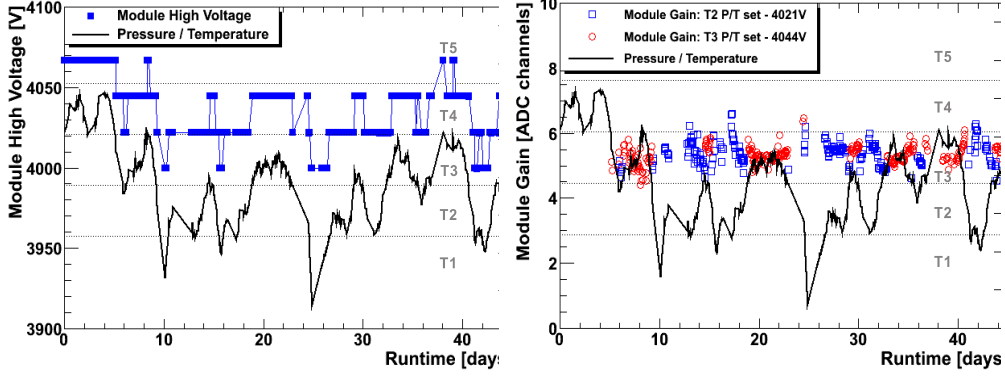 Module High Voltage [V]
4100
4050
4000
3950
3900
Module High Voltage
Pressure / Temperature
T5
T4
T3
T2
T1
0 10 20 30 40
Runtime [days
Module Gain [ADC channels]
10
8
6
4
2
0
Module Gain: T2 P/T set - 4021V
Module Gain: T3 P/T set - 4044V
Pressure / Temperature
T5
T4
T3
T2
T1
0 10 20 30 40
Runtime [days